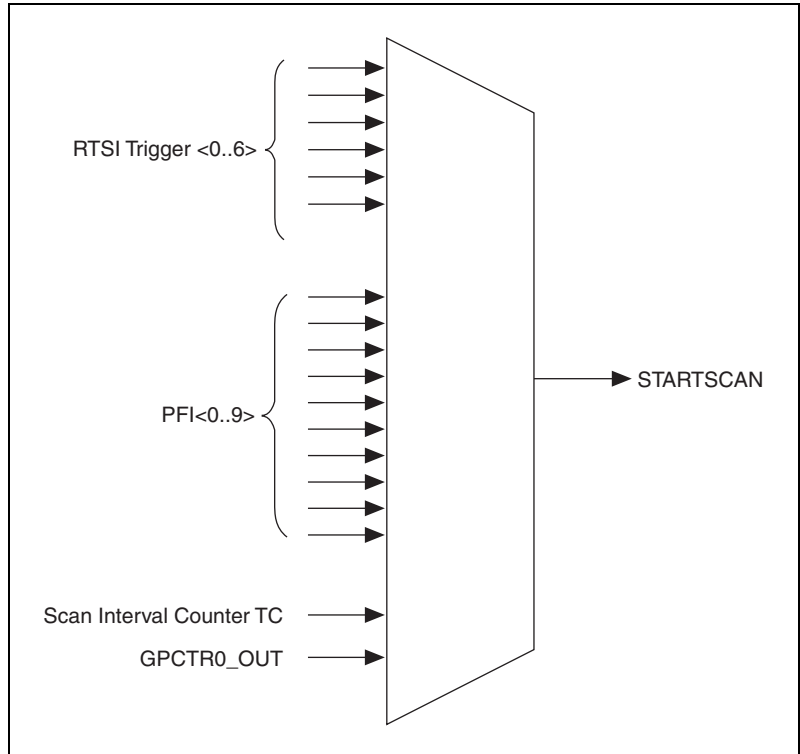 RTSI Trigger <0..6>
PFI<0..9>
STARTSCAN
Scan Interval Counter TC
GPCTR0_OUT